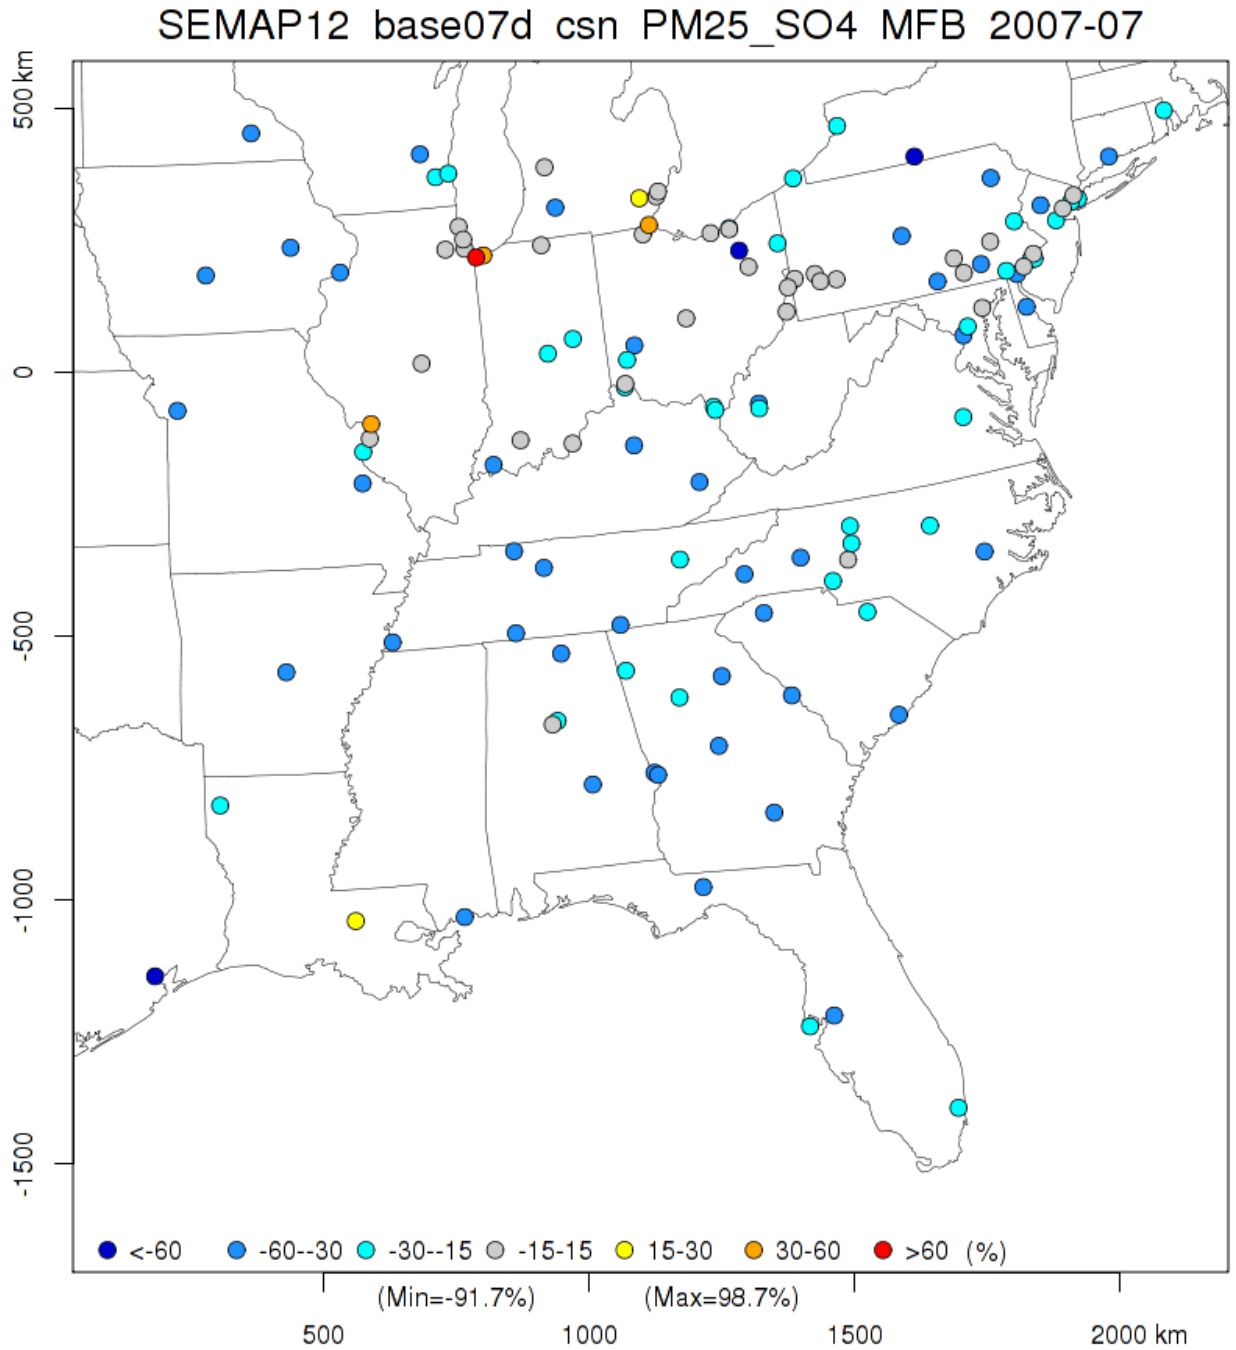 SEMAP12 base07d csn PM25_SO4 MFB 2007-07
500 km
0
-500
-1000
-1500
<-60 -60--30 -30--15 -15-15 15-30 30-60 >60 (%)
(Min=-91.7%) (Max=98.7%)
500 1000 1500 2000 km